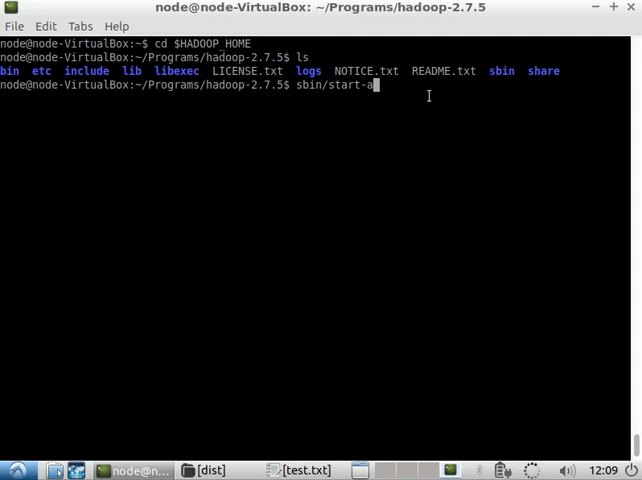 node@node-VirtualBox: ~/Programs/hadoop-2.7.5
File Edit Tabs Help
node@node-VirtualBox:~$ cd $HADOOP_HOME
node@node-VirtualBox:~/Programs/hadoop-2.7.5$ ls
bin etc include lib libexec LICENSE.txt logs NOTICE.txt README.txt sbin share
node@node-VirtualBox:~/Programs/hadoop-2.7.5$ sbin/start-a
node@n... [dist] [test.txt] 12:09